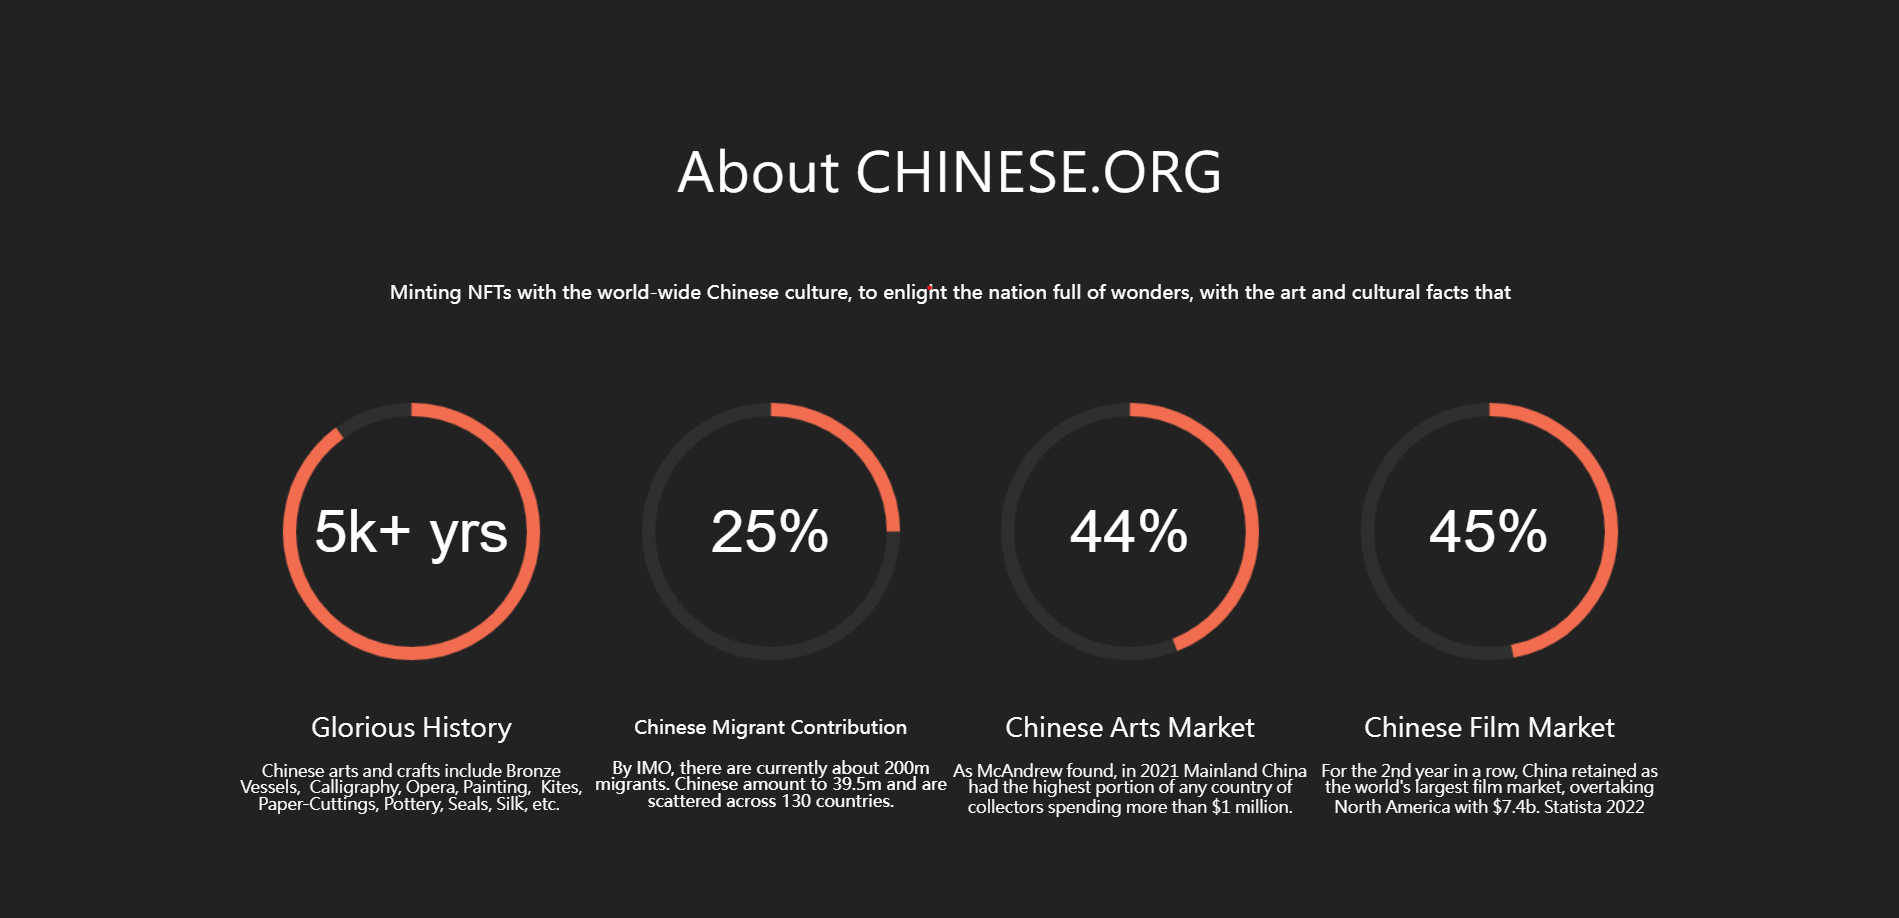 About CHINESE.ORG
Minting NFTs with the world-wide Chinese culture, to enlight the nation full of wonders, with the art and cultural facts that
5k+ yrs
25%
44%
45%
Glorious History
Chinese arts and crafts include Bronze
Vessels, Calligraphy, Opera, Painting, Kites,
Paper-Cuttings, Pottery, Seals, Silk, etc.
Chinese Migrant Contribution
By IMO, there are currently about 200m
migrants. Chinese amount to 39.5m and are
scattered across 130 countries.
Chinese Arts Market
As McAndrew found, in 2021 Mainland China
had the highest portion of any country of
collectors spending more than $1 million.
Chinese Film Market
For the 2nd year in a row, China retained as
the world's largest film market, overtaking
North America with $7.4b. Statista 2022